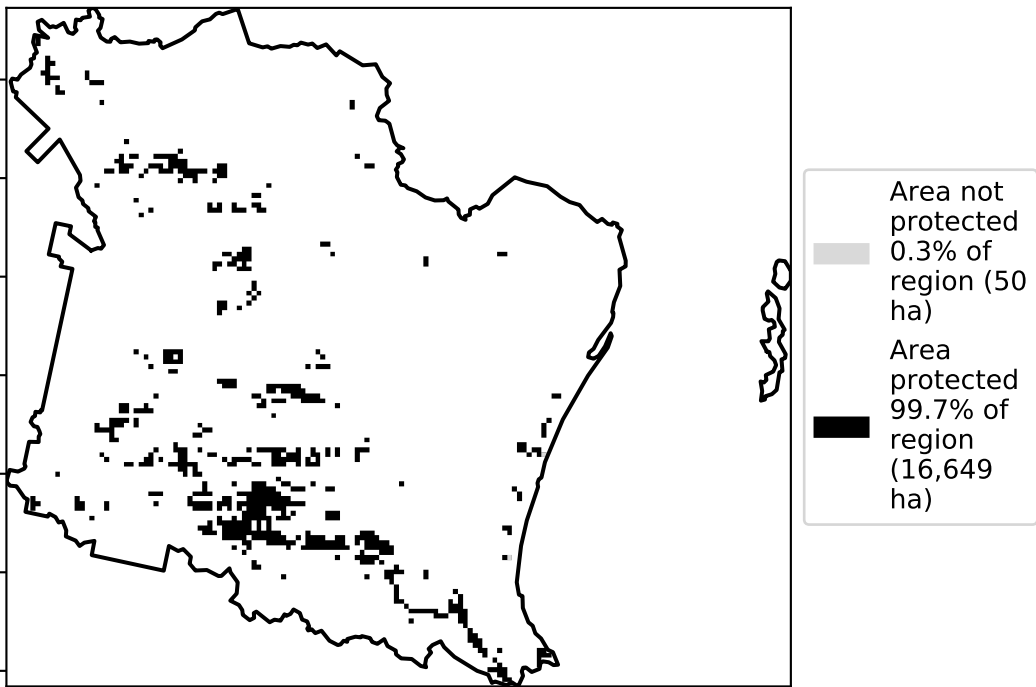 Area not
protected
0.3% of
region (50
ha)
Area
protected
99.7% of
region
(16,649
ha)